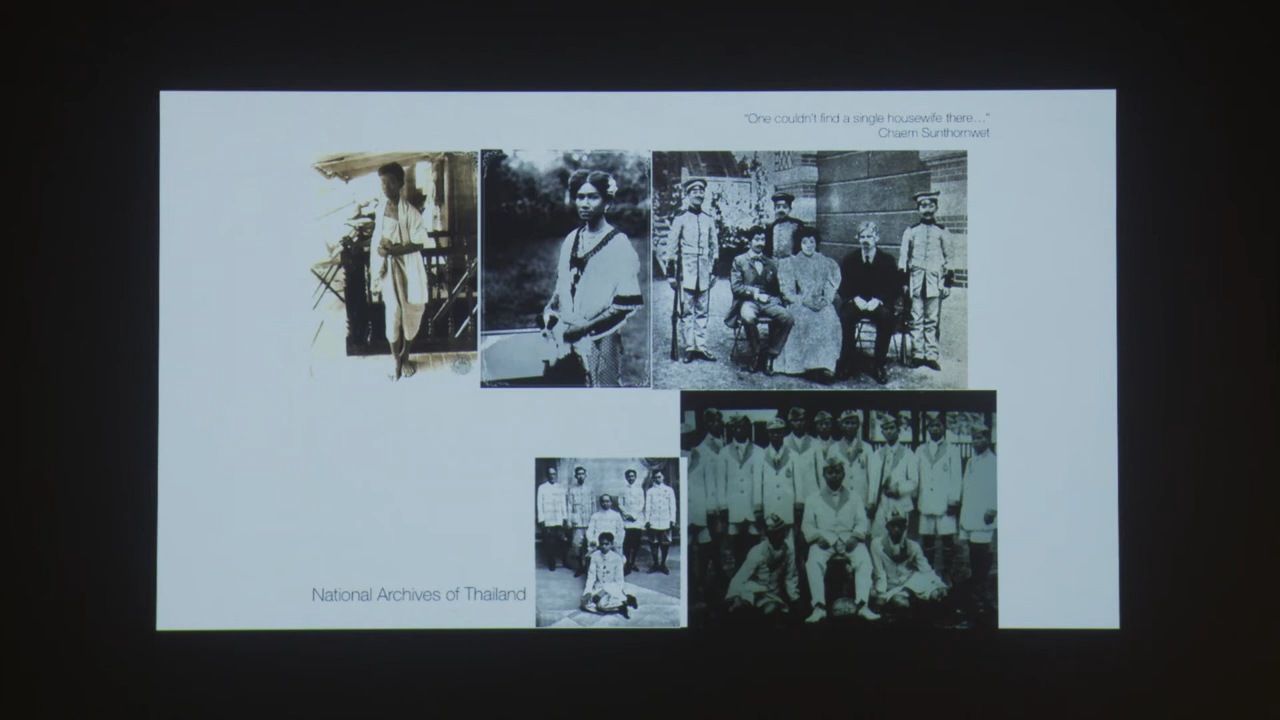 "One couldn't find a single housewife there…"
Chaem Sunthornwet
National Archives of Thailand